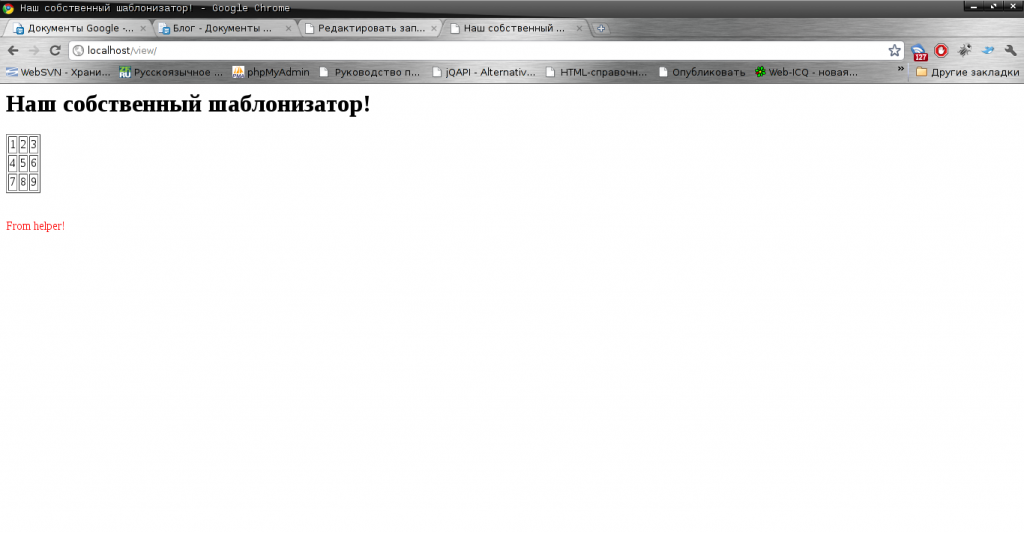 Наш собственный шаблонизатор! - Google Chrome
Документы Google -... Блог - Документы ... Редактировать зап... Наш собственный ...
localhost/view/
127
WebSVN - Храни... Русскоязычное ... phpMyAdmin Руководство п... jQAPI - Alternativ... HTML-справочн... Опубликовать Web-ICQ - новая... » Другие закладки
Наш собственный шаблонизатор!
1 2 3
4 5 6
7 8 9
From helper!